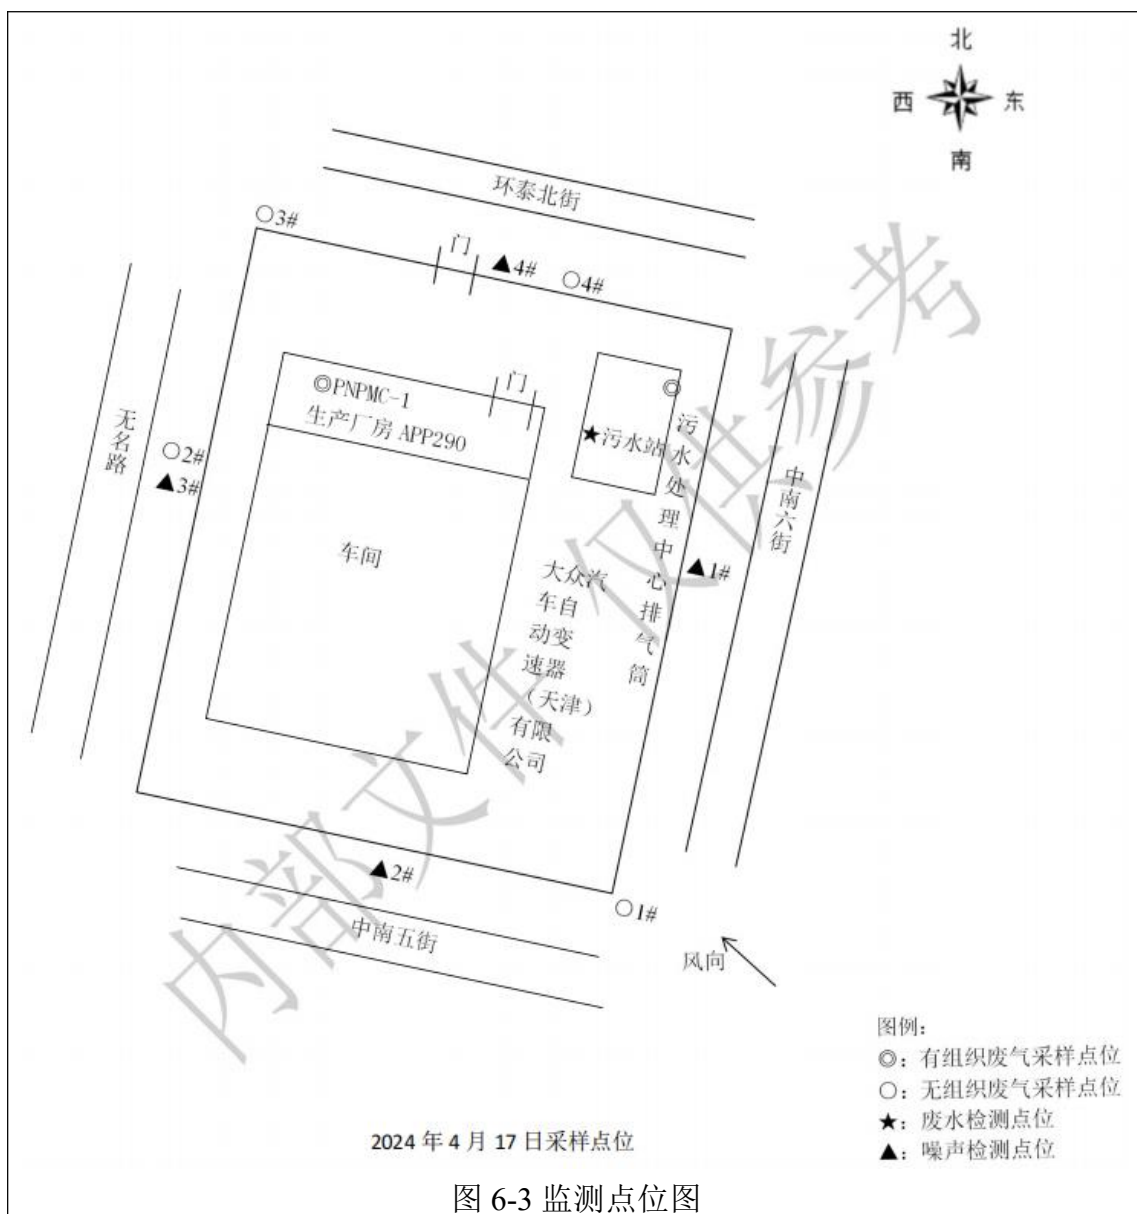 北
西 东
南
环泰北街
○3#
门
▲4# ○4#
◎PNPMC-1
门
生产厂房 APP290
◎
污水处理中心排气筒
★污水站
无名路
○2#
▲3#
中南六街
车间
▲1#
大众汽
车自
动变
速器
（天津）
有限
公司
▲2#
○1#
中南五街
风向
图例：
◎：有组织废气采样点位
○：无组织废气采样点位
★：废水检测点位
▲：噪声检测点位
2024 年 4 月 17 日采样点位
图 6-3 监测点位图
内部文件 仅供参考